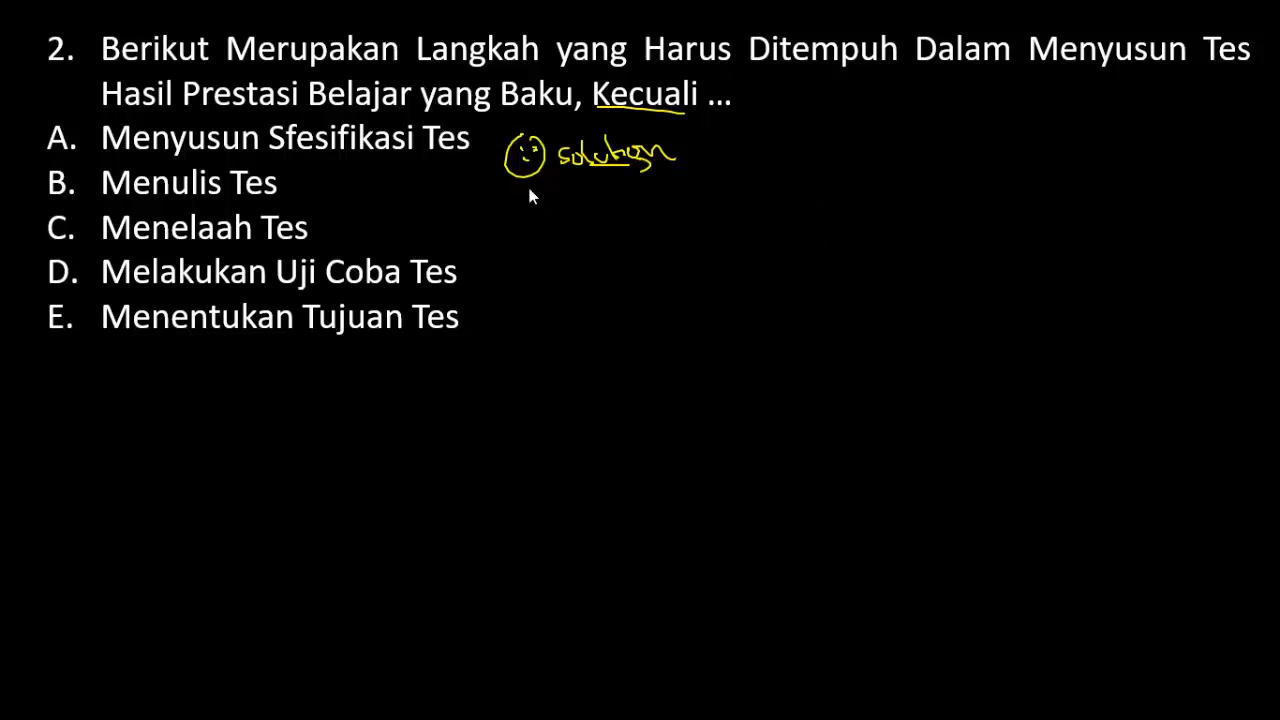 2. Berikut Merupakan Langkah yang Harus Ditempuh Dalam Menyusun Tes
Hasil Prestasi Belajar yang Baku, Kecuali ...
A. Menyusun Sfesifikasi Tes
solution
B. Menulis Tes
C. Menelaah Tes
D. Melakukan Uji Coba Tes
E. Menentukan Tujuan Tes